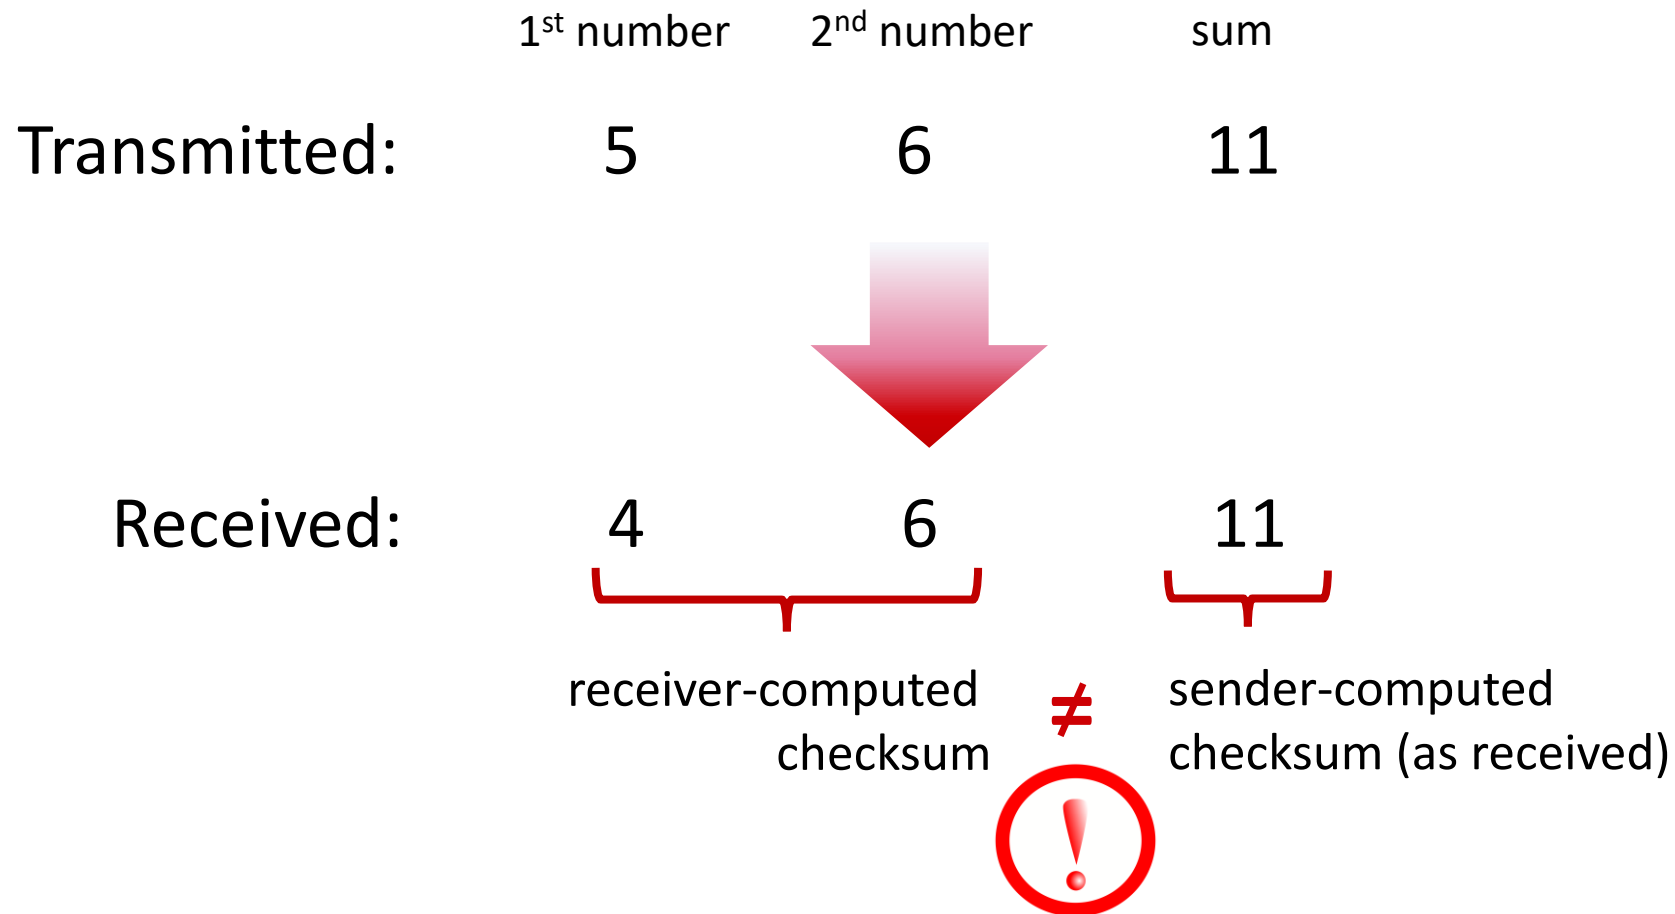 1st number 2nd number sum
Transmitted: 5 6 11
Received: 4 6 11
receiver-computed ≠ sender-computed
checksum checksum (as received)
!